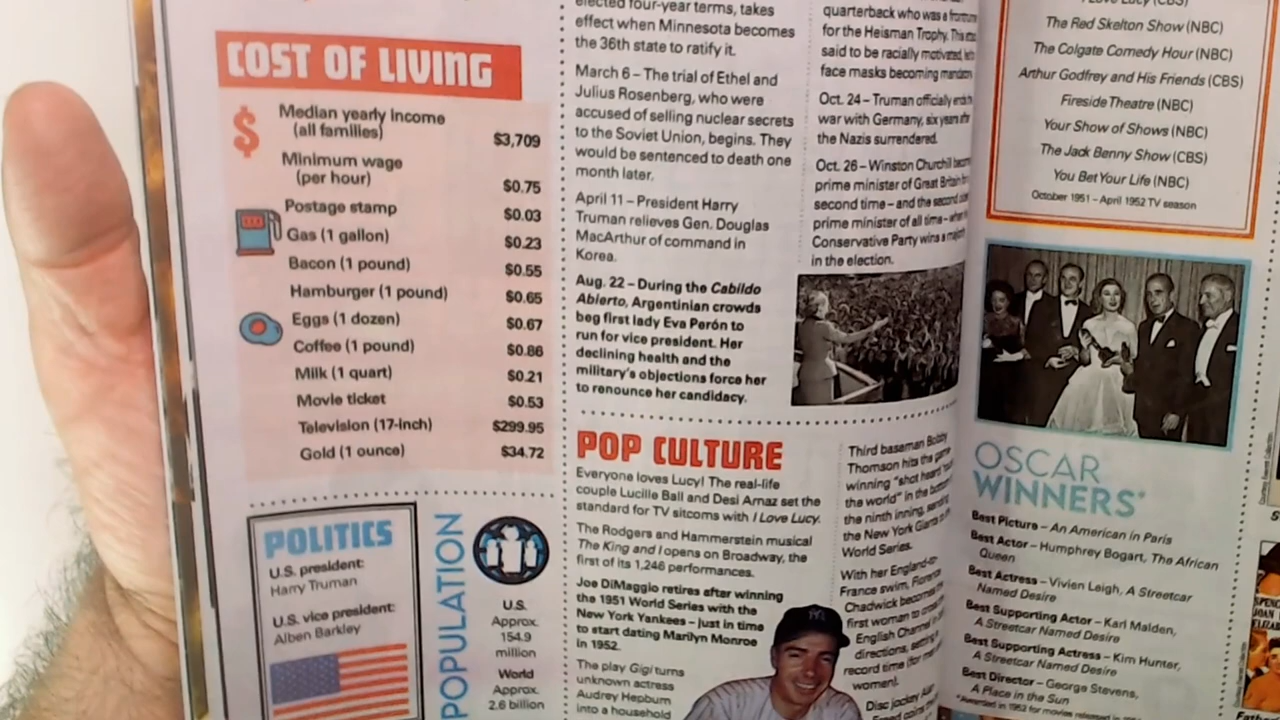 COST OF LIVING
Median yearly income
(all families) $3,709
Minimum wage
(per hour) $0.75
Postage stamp $0.03
Gas (1 gallon) $0.23
Bacon (1 pound) $0.55
Hamburger (1 pound) $0.65
Eggs (1 dozen) $0.67
Coffee (1 pound) $0.86
Milk (1 quart) $0.21
Movie ticket $0.53
Television (17-inch) $299.95
Gold (1 ounce) $34.72
POLITICS
U.S. president:
Harry Truman
U.S. vice president:
Alben Barkley
POPULATION
U.S.
Approx.
154.9
million
World
Approx.
2.6 billion
elected four-year terms, takes
effect when Minnesota becomes
the 36th state to ratify it.
March 6 – The trial of Ethel and
Julius Rosenberg, who were
accused of selling nuclear secrets
to the Soviet Union, begins. They
would be sentenced to death one
month later.
April 11 – President Harry
Truman relieves Gen. Douglas
MacArthur of command in
Korea.
Aug. 22 – During the Cabildo
Abierto, Argentinian crowds
beg first lady Eva Perón to
run for vice president. Her
declining health and the
military's objections force her
to renounce her candidacy.
quarterback who was a
for the Heisman Trophy. This
said to be racially motivated,
face masks becoming
Oct. 24 – Truman officially ends
war with Germany, six years
the Nazis surrendered.
Oct. 26 – Winston Churchill
prime minister of Great Britain
second time – and the second
prime minister of all time – when
Conservative Party wins a
in the election.
POP CULTURE
Everyone loves Lucy! The real-life
couple Lucille Ball and Desi Arnaz set the
standard for TV sitcoms with I Love Lucy.
The Rodgers and Hammerstein musical
The King and I opens on Broadway, the
first of its 1,246 performances.
Joe DiMaggio retires after winning
the 1951 World Series with the
New York Yankees – just in time
to start dating Marilyn Monroe
in 1952.
The play Gigi turns
unknown actress
Audrey Hepburn
into a household
Third baseman Bobby
Thomson hits the
winning "shot heard
the world" in the
the ninth inning,
the New York Giants
World Series.
With her England-to-
France swim, Florence
Chadwick becomes
first woman to
English Channel in
directions, setting
record time (for
women).
Disc jockey
I Love Lucy (CBS)
The Red Skelton Show (NBC)
The Colgate Comedy Hour (NBC)
Arthur Godfrey and His Friends (CBS)
Fireside Theatre (NBC)
Your Show of Shows (NBC)
The Jack Benny Show (CBS)
You Bet Your Life (NBC)
October 1951 – April 1952 TV season
OSCAR
WINNERS*
Best Picture – An American in Paris
Best Actor – Humphrey Bogart, The African
Queen
Best Actress – Vivien Leigh, A Streetcar
Named Desire
Best Supporting Actor – Karl Malden,
A Streetcar Named Desire
Best Supporting Actress – Kim Hunter,
A Streetcar Named Desire
Best Director – George Stevens,
A Place in the Sun
*Awarded in 1952 for movies released in